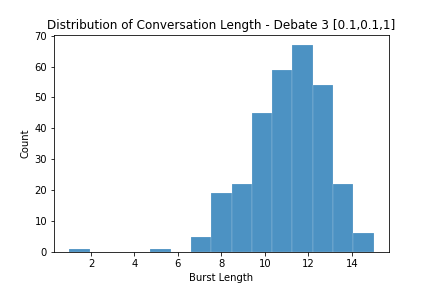 Distribution of Conversation Length - Debate 3 [0.1,0.1,1]
70
60
50
40
30
20
10
0
Count
2 4 6 8 10 12 14
Burst Length